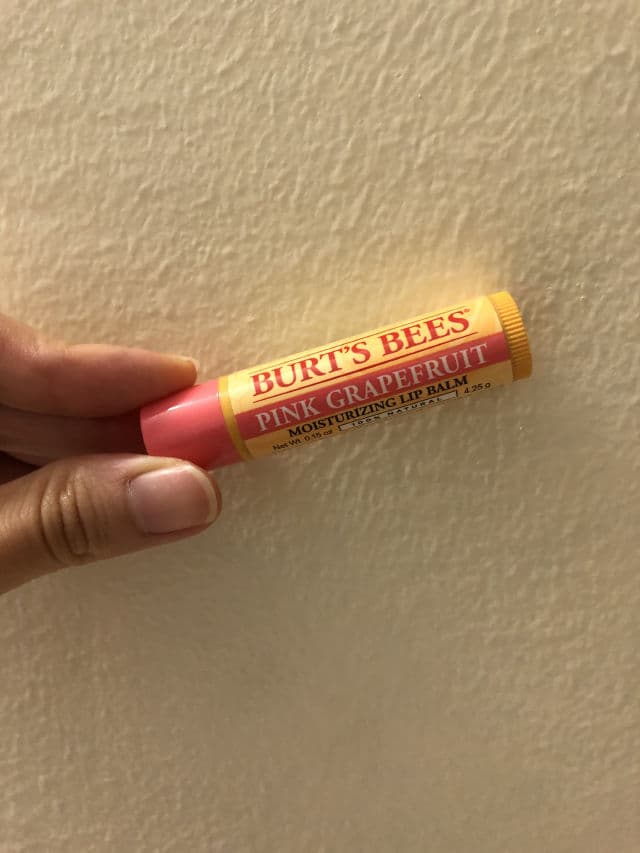 BURT'S BEES®
PINK GRAPEFRUIT
MOISTURIZING LIP BALM
Net Wt. 0.15 oz 100% NATURAL 4.25 g